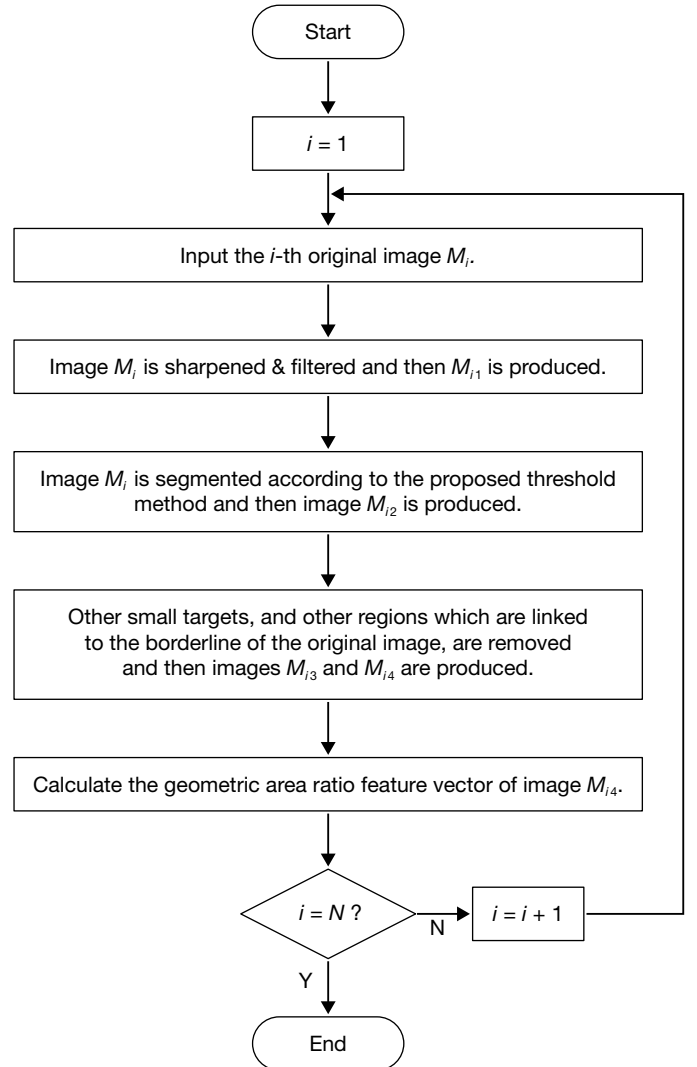 Start
i = 1
Input the i-th original image Mi.
Image Mi is sharpened & filtered and then Mi1 is produced.
Image Mi is segmented according to the proposed threshold
method and then image Mi2 is produced.
Other small targets, and other regions which are linked
to the borderline of the original image, are removed
and then images Mi3 and Mi4 are produced.
Calculate the geometric area ratio feature vector of image Mi4.
i = N ?
N
i = i + 1
Y
End